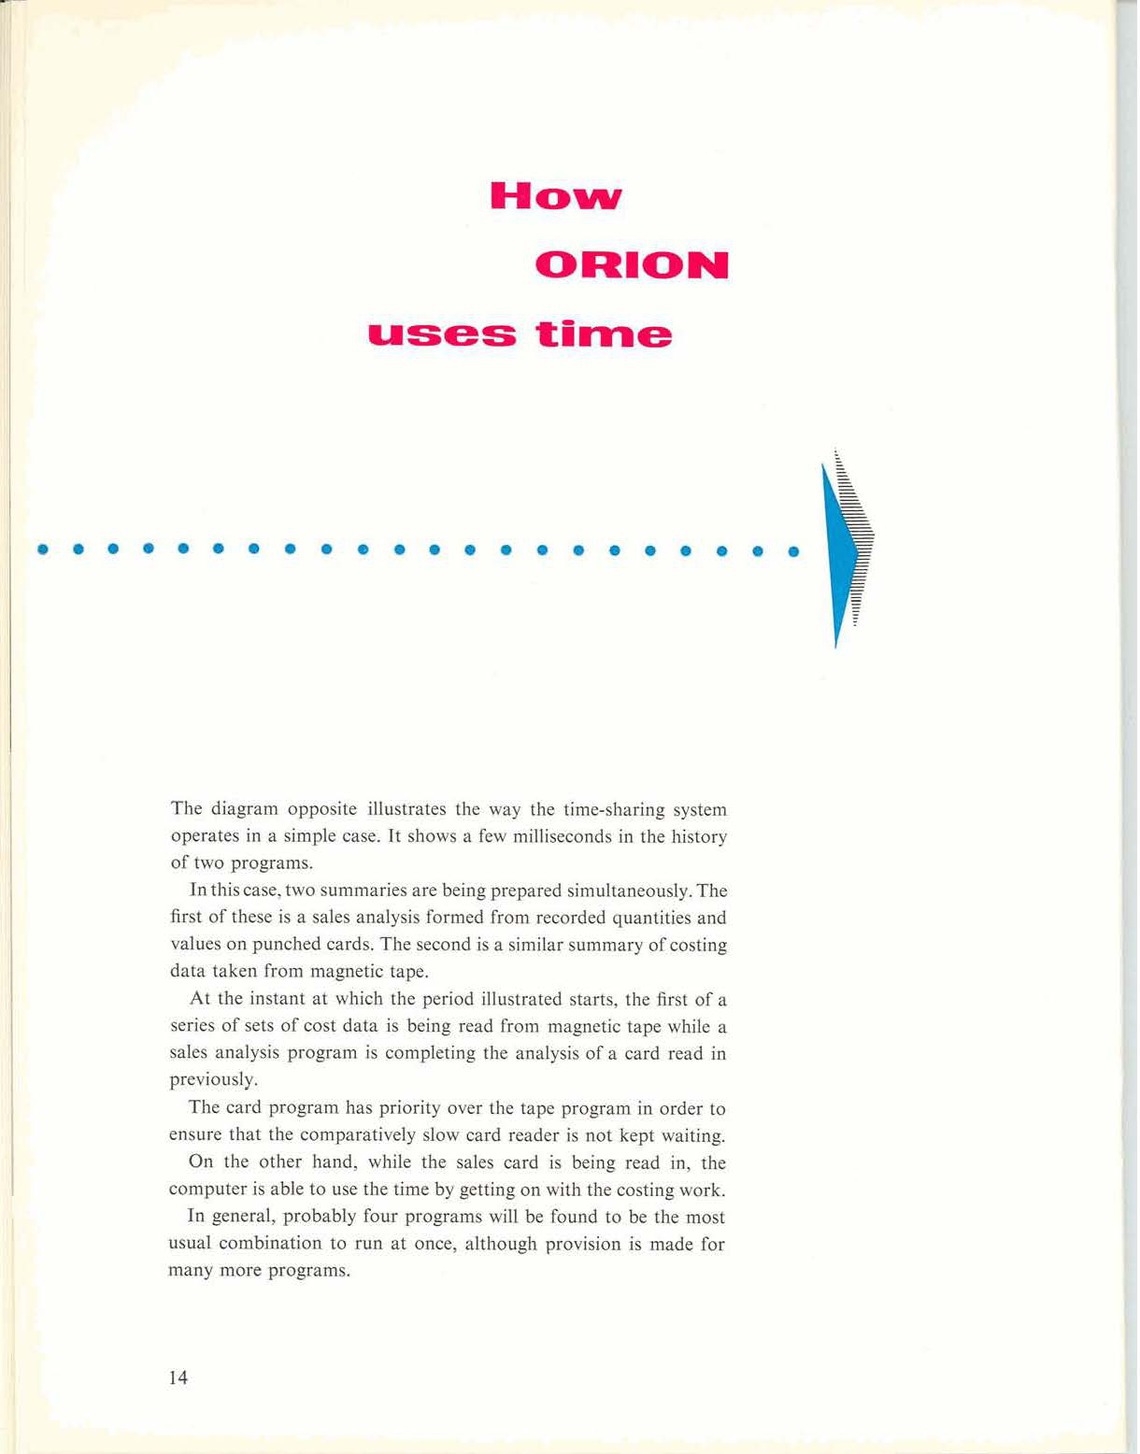 How
ORION
uses time
The diagram opposite illustrates the way the time-sharing system
operates in a simple case. It shows a few milliseconds in the history
of two programs.
In this case, two summaries are being prepared simultaneously. The
first of these is a sales analysis formed from recorded quantities and
values on punched cards. The second is a similar summary of costing
data taken from magnetic tape.
At the instant at which the period illustrated starts, the first of a
series of sets of cost data is being read from magnetic tape while a
sales analysis program is completing the analysis of a card read in
previously.
The card program has priority over the tape program in order to
ensure that the comparatively slow card reader is not kept waiting.
On the other hand, while the sales card is being read in, the
computer is able to use the time by getting on with the costing work.
In general, probably four programs will be found to be the most
usual combination to run at once, although provision is made for
many more programs.
14